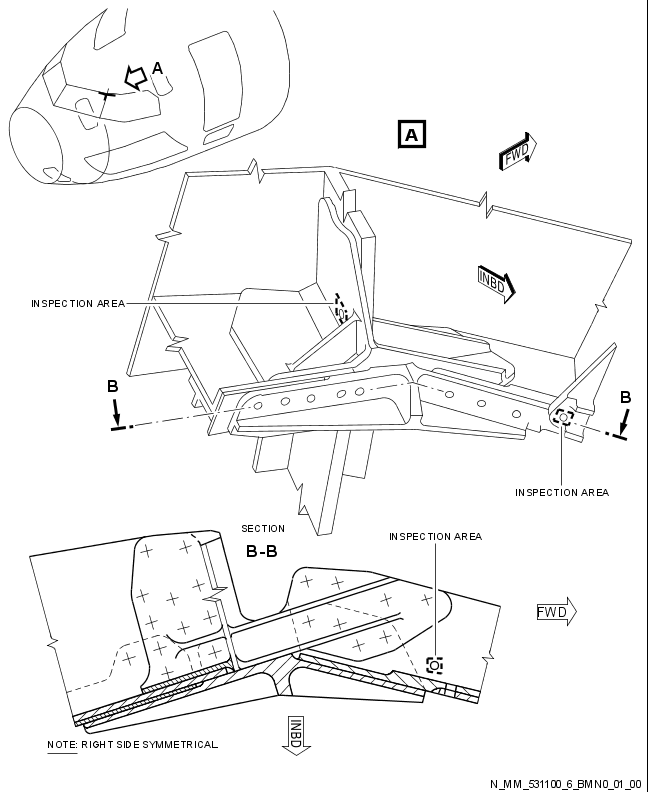 A
A
FWD
INBD
INSPECTION AREA
B
B
INSPECTION AREA
SECTION
B-B
INSPECTION AREA
FWD
INBD
NOTE: RIGHT SIDE SYMMETRICAL.
N_MM_531100_6_BMN0_01_00